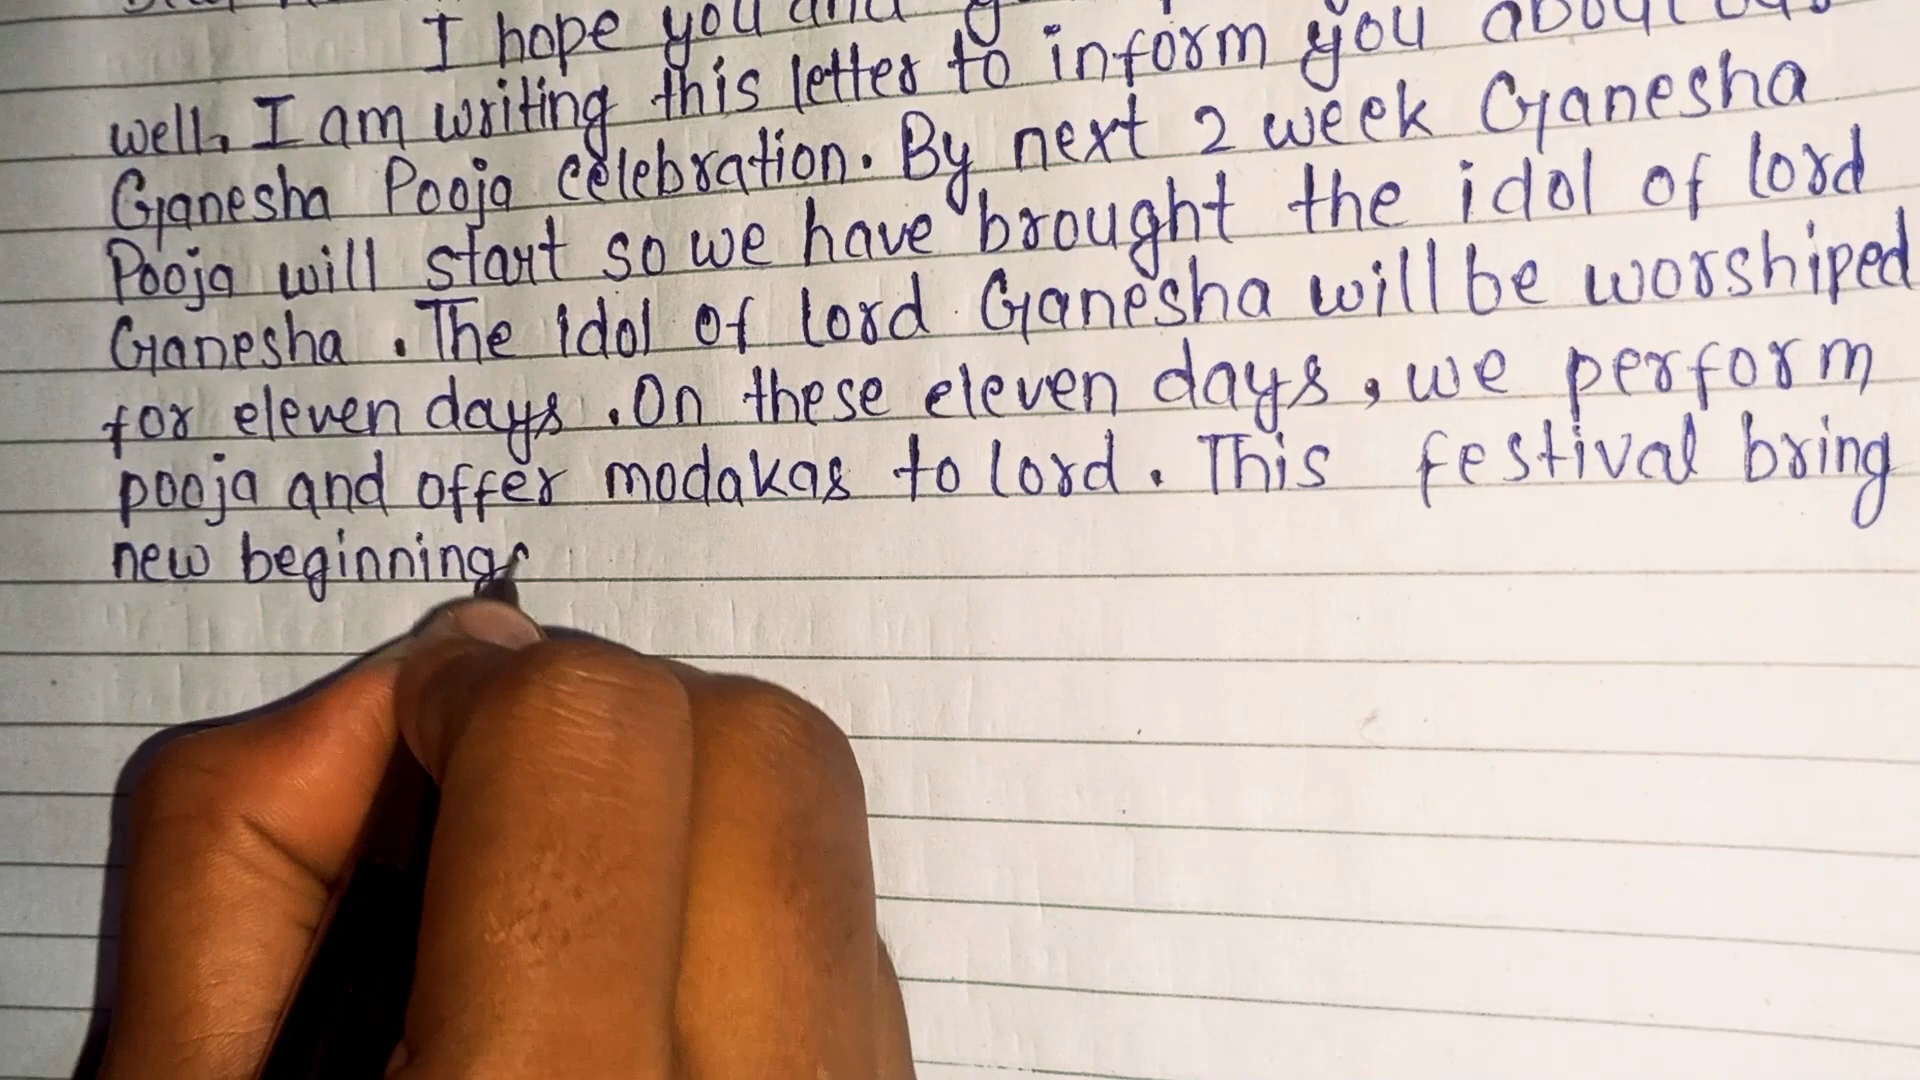 I hope you and
well. I am writing this letter to inform you about
Ganesha Pooja celebration. By next 2 week Ganesha
Pooja will start so we have brought the idol of lord
Ganesha . The idol of lord Ganesha will be worshiped
for eleven days . On these eleven days , we perform
pooja and offer modakas to lord . This festival bring
new beginnings